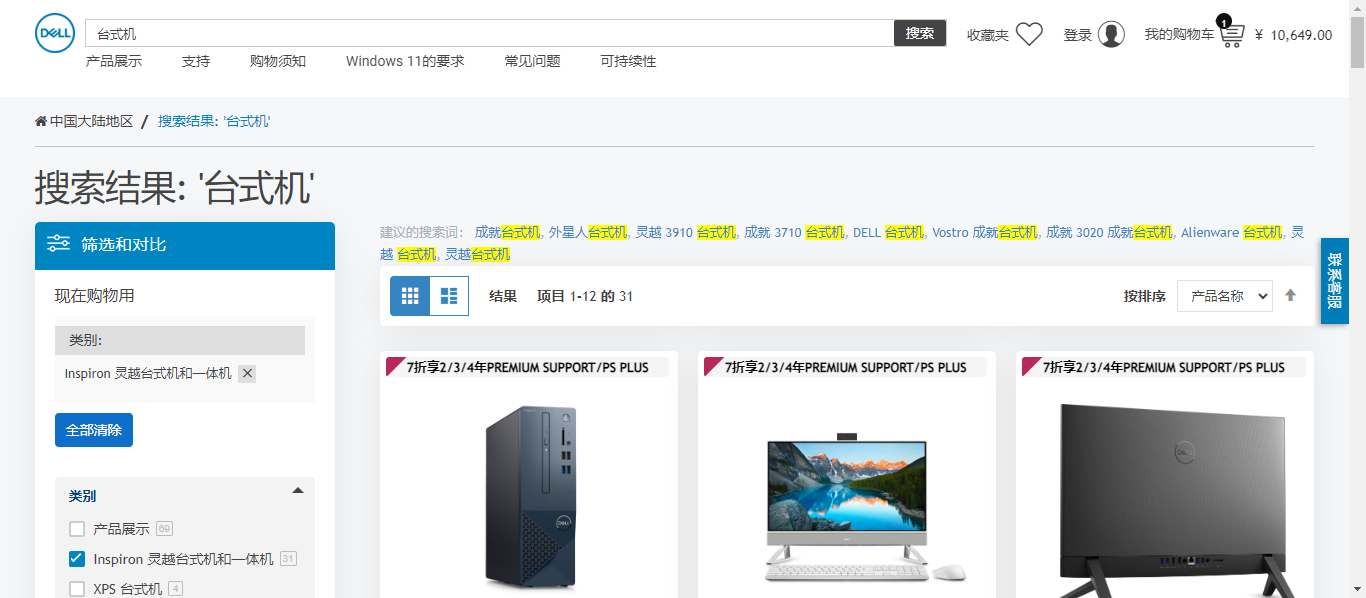 DELL
台式机
搜索
收藏夹
登录
我的购物车
1
¥ 10,649.00
产品展示
支持
购物须知
Windows 11的要求
常见问题
可持续性
中国大陆地区 / 搜索结果: '台式机'
搜索结果: '台式机'
筛选和对比
现在购物用
类别:
Inspiron 灵越台式机和一体机
全部清除
类别
产品展示 69
Inspiron 灵越台式机和一体机 31
XPS 台式机 4
建议的搜索词: 成就台式机, 外星人台式机, 灵越 3910 台式机, 成就 3710 台式机, DELL 台式机, Vostro 成就台式机, 成就 3020 成就台式机, Alienware 台式机, 灵
越 台式机, 灵越台式机
结果 项目 1-12 的 31
按排序
产品名称
7折享2/3/4年PREMIUM SUPPORT/PS PLUS
7折享2/3/4年PREMIUM SUPPORT/PS PLUS
7折享2/3/4年PREMIUM SUPPORT/PS PLUS
联系客服